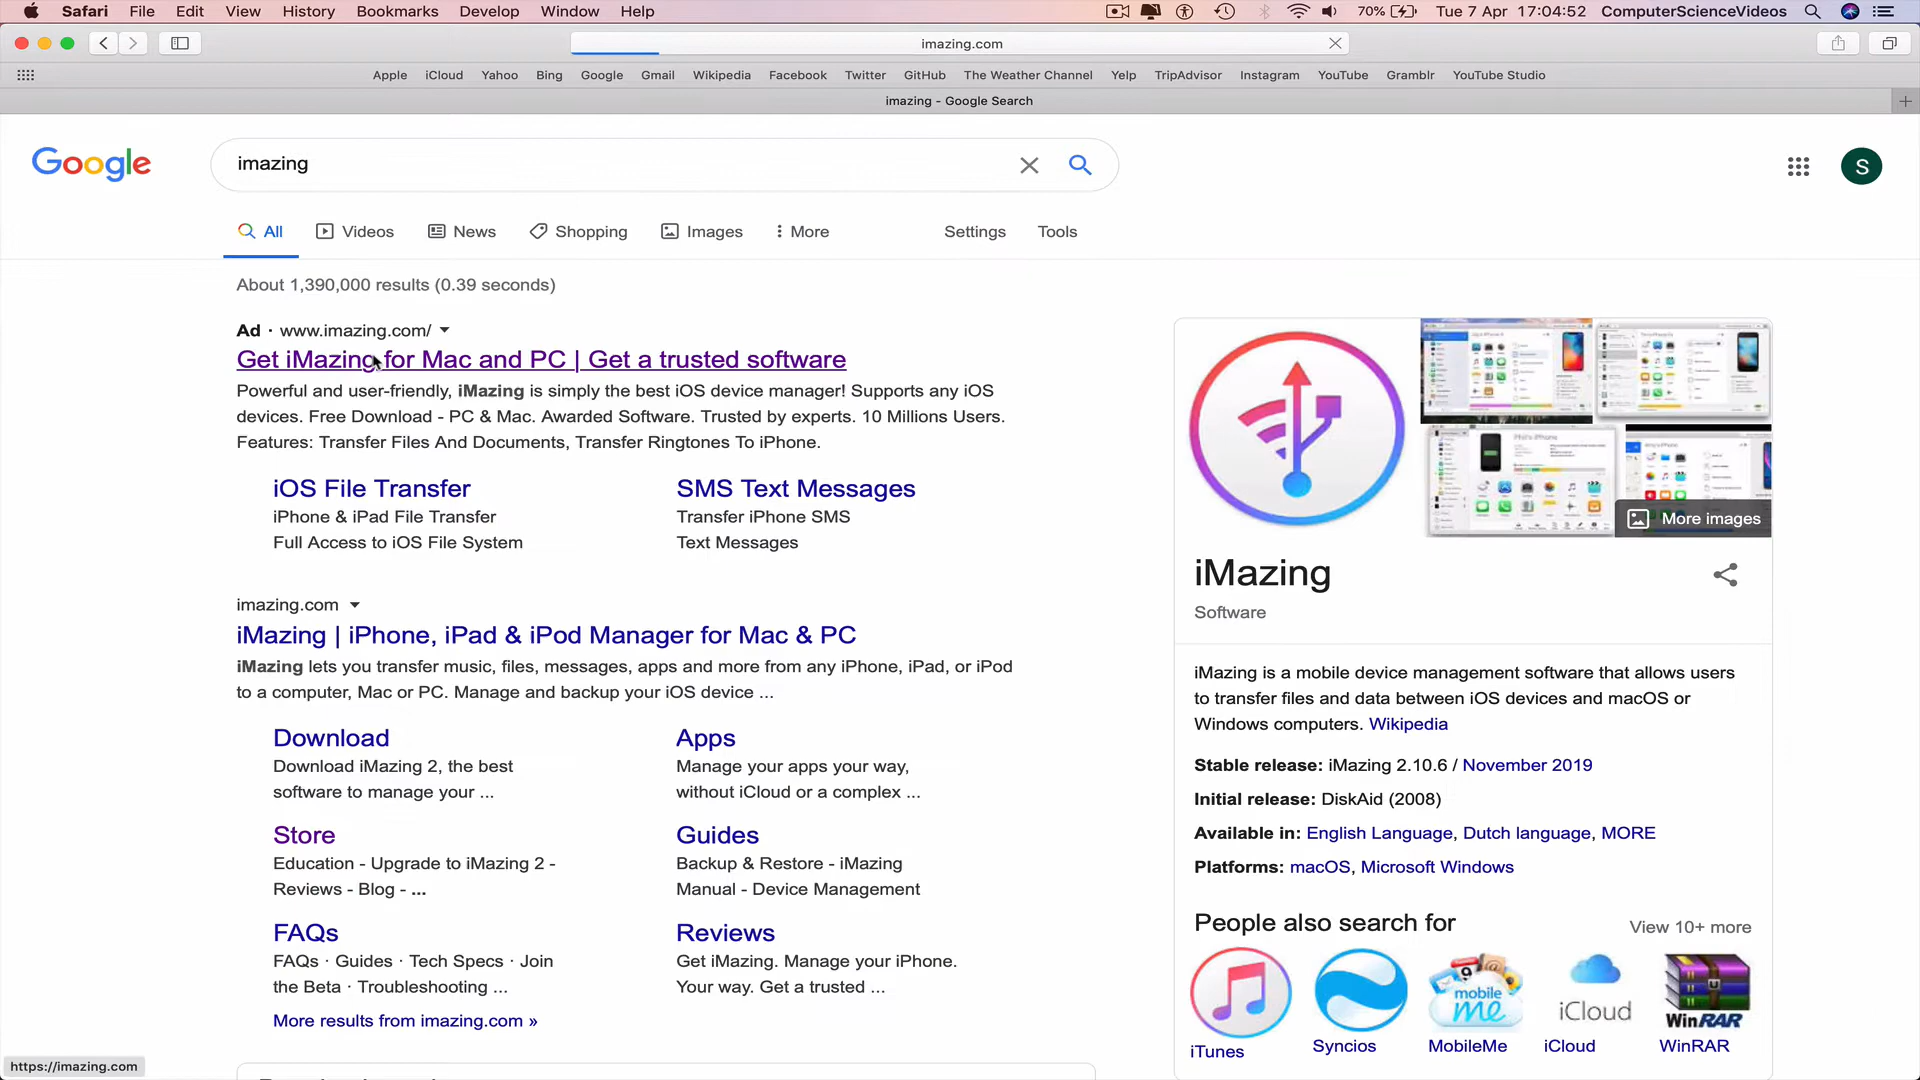 Safari File Edit View History Bookmarks Develop Window Help 70% Tue 7 Apr 17:04:52 ComputerScienceVideos
imazing.com
Apple iCloud Yahoo Bing Google Gmail Wikipedia Facebook Twitter GitHub The Weather Channel Yelp TripAdvisor Instagram YouTube Gramblr YouTube Studio
imazing - Google Search
Google
imazing
S
All Videos News Shopping Images More Settings Tools
About 1,390,000 results (0.39 seconds)
Ad · www.imazing.com/
Get iMazing for Mac and PC | Get a trusted software
Powerful and user-friendly, iMazing is simply the best iOS device manager! Supports any iOS
devices. Free Download - PC & Mac. Awarded Software. Trusted by experts. 10 Millions Users.
Features: Transfer Files And Documents, Transfer Ringtones To iPhone.
iOS File Transfer
iPhone & iPad File Transfer
Full Access to iOS File System
SMS Text Messages
Transfer iPhone SMS
Text Messages
imazing.com
iMazing | iPhone, iPad & iPod Manager for Mac & PC
iMazing lets you transfer music, files, messages, apps and more from any iPhone, iPad, or iPod
to a computer, Mac or PC. Manage and backup your iOS device ...
Download
Download iMazing 2, the best
software to manage your ...
Apps
Manage your apps your way,
without iCloud or a complex ...
Store
Education - Upgrade to iMazing 2 -
Reviews - Blog - ...
Guides
Backup & Restore - iMazing
Manual - Device Management
FAQs
FAQs · Guides · Tech Specs · Join
the Beta · Troubleshooting ...
Reviews
Get iMazing. Manage your iPhone.
Your way. Get a trusted ...
More results from imazing.com »
https://imazing.com
More images
iMazing
Software
iMazing is a mobile device management software that allows users
to transfer files and data between iOS devices and macOS or
Windows computers. Wikipedia
Stable release: iMazing 2.10.6 / November 2019
Initial release: DiskAid (2008)
Available in: English Language, Dutch language, MORE
Platforms: macOS, Microsoft Windows
People also search for
View 10+ more
mobile
me
iCloud
WinRAR
iTunes
Syncios
MobileMe
iCloud
WinRAR